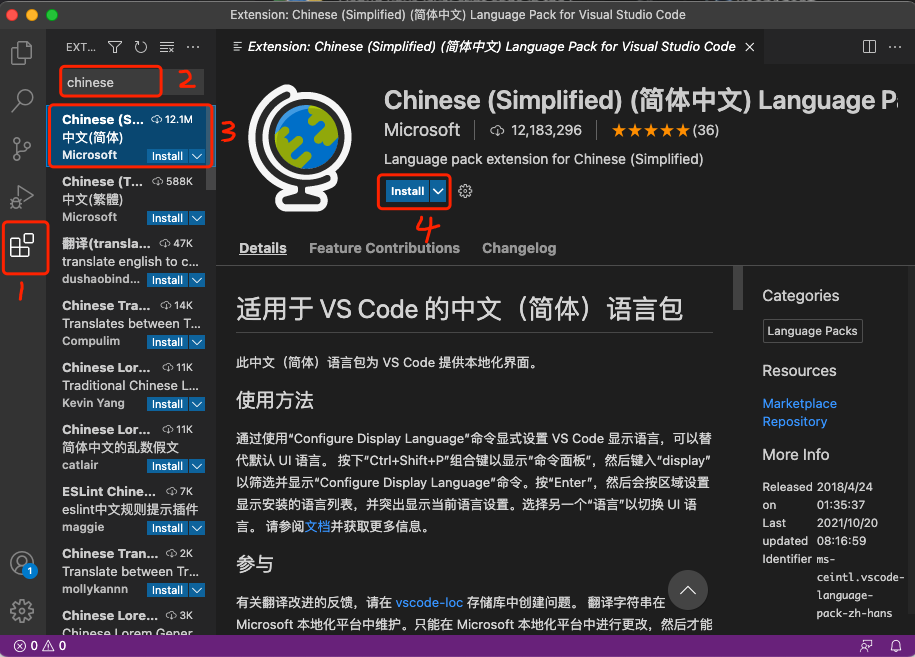 Extension: Chinese (Simplified) (简体中文) Language Pack for Visual Studio Code
EXT...
Extension: Chinese (Simplified) (简体中文) Language Pack for Visual Studio Code
chinese
2
Chinese (S... 12.1M
中文(简体)
Microsoft Install
3
Chinese (T... 588K
中文(繁體)
Microsoft Install
翻译(transla... 47K
translate english to c...
dushaobind... Install
Chinese Tra... 14K
Translates between T...
Compulim Install
Chinese Lor... 11K
Traditional Chinese L...
Kevin Yang Install
Chinese Lor... 11K
简体中文的乱数假文
catlair Install
ESLint Chine... 7K
eslint中文规则提示插件
maggie Install
Chinese Tran... 2K
Translate between Tr...
mollykannn Install
Chinese Lore... 3K
Chinese Lorem Gener
1
1
Chinese (Simplified) (简体中文) Language Pa
Microsoft 12,183,296 ★★★★★(36)
Language pack extension for Chinese (Simplified)
Install
4
Details Feature Contributions Changelog
适用于 VS Code 的中文（简体）语言包
此中文（简体）语言包为 VS Code 提供本地化界面。
使用方法
通过使用“Configure Display Language”命令显式设置 VS Code 显示语言，可以替
代默认 UI 语言。 按下“Ctrl+Shift+P”组合键以显示“命令面板”，然后键入“display”
以筛选并显示“Configure Display Language”命令。按“Enter”，然后会按区域设置
显示安装的语言列表，并突出显示当前语言设置。选择另一个“语言”以切换 UI 语
言。 请参阅文档并获取更多信息。
参与
有关翻译改进的反馈，请在 vscode-loc 存储库中创建问题。 翻译字符串在
Microsoft 本地化平台中维护。只能在 Microsoft 本地化平台中进行更改，然后才能
Categories
Language Packs
Resources
Marketplace
Repository
More Info
Released on 2018/4/24 01:35:37
Last updated 2021/10/20 08:16:59
Identifier ms-
ceintl.vscode-
language-
pack-zh-hans
0 0